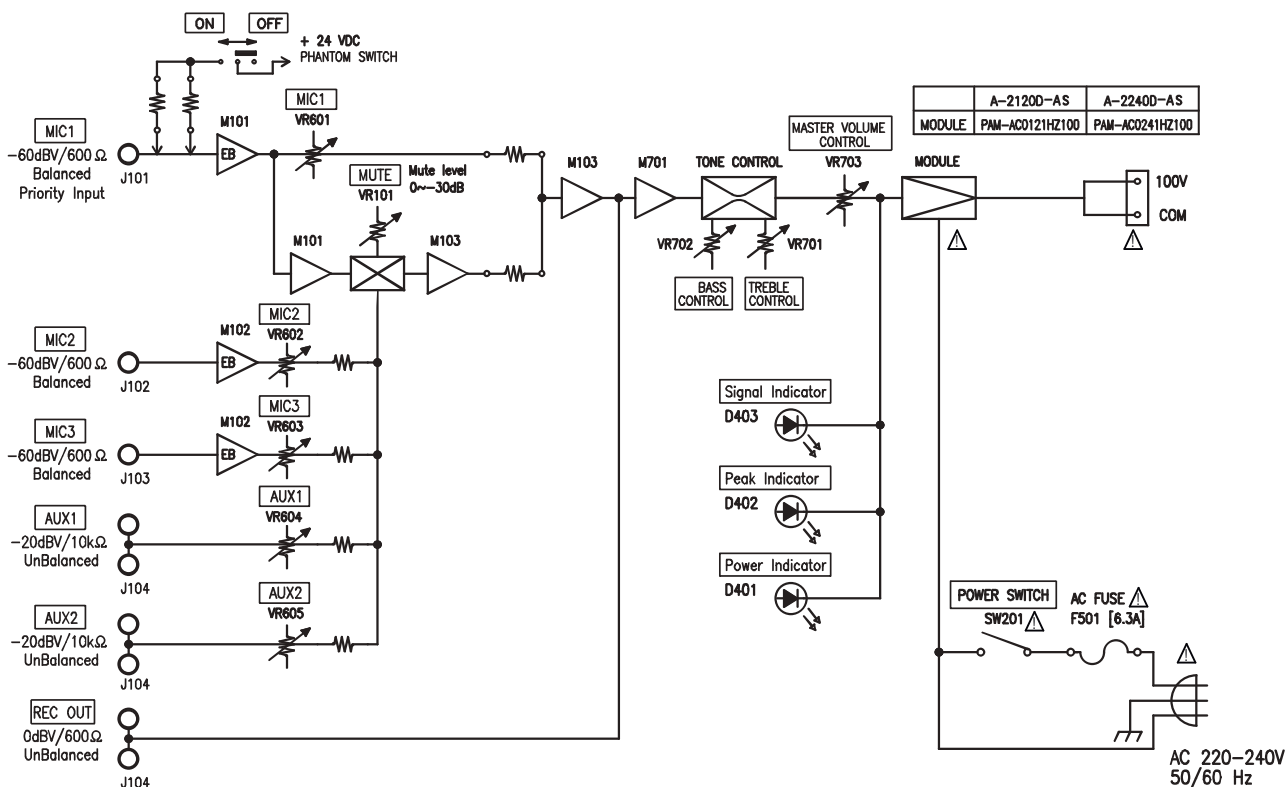 ON OFF
+ 24 VDC
PHANTOM SWITCH
MIC1
-60dBV/600 Ω
Balanced
Priority Input
J101
M101
EB
MIC1
VR601
MUTE
VR101
Mute level
0~-30dB
M101
M103
M103
M701
TONE CONTROL
VR702
VR701
BASS
CONTROL
TREBLE
CONTROL
MASTER VOLUME
CONTROL
VR703
A-2120D-AS A-2240D-AS
MODULE PAM-AC0121HZ100 PAM-AC0241HZ100
MODULE
!
100V
COM
!
MIC2
-60dBV/600 Ω
Balanced
J102
M102
EB
MIC2
VR602
MIC3
-60dBV/600 Ω
Balanced
J103
M102
EB
MIC3
VR603
AUX1
-20dBV/10kΩ
UnBalanced
J104
AUX1
VR604
AUX2
-20dBV/10kΩ
UnBalanced
J104
AUX2
VR605
REC OUT
0dBV/600Ω
UnBalanced
J104
Signal Indicator
D403
Peak Indicator
D402
Power Indicator
D401
POWER SWITCH
SW201 !
AC FUSE !
F501 [6.3A]
!
AC 220-240V
50/60 Hz